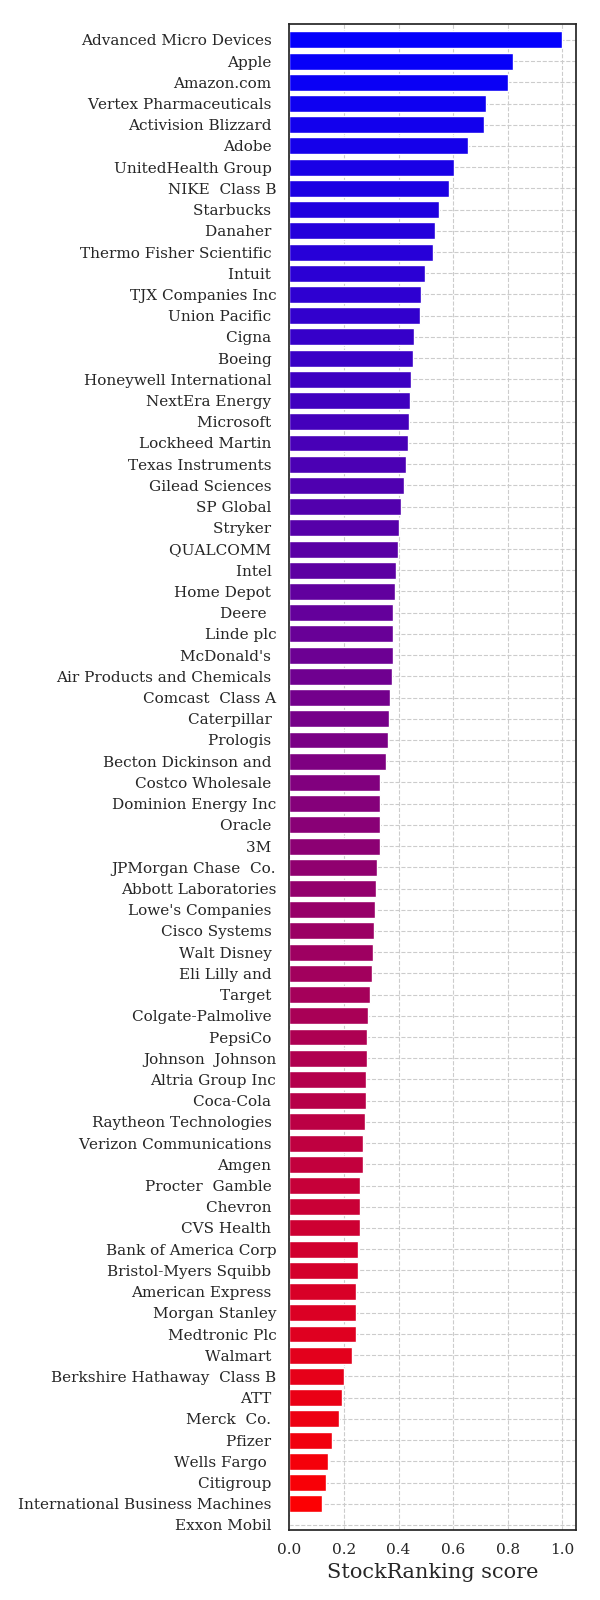 Advanced Micro Devices
Apple
Amazon.com
Vertex Pharmaceuticals
Activision Blizzard
Adobe
UnitedHealth Group
NIKE  Class B
Starbucks
Danaher
Thermo Fisher Scientific
Intuit
TJX Companies Inc
Union Pacific
Cigna
Boeing
Honeywell International
NextEra Energy
Microsoft
Lockheed Martin
Texas Instruments
Gilead Sciences
SP Global
Stryker
QUALCOMM
Intel
Home Depot
Deere
Linde plc
McDonald's
Air Products and Chemicals
Comcast  Class A
Caterpillar
Prologis
Becton Dickinson and
Costco Wholesale
Dominion Energy Inc
Oracle
3M
JPMorgan Chase  Co.
Abbott Laboratories
Lowe's Companies
Cisco Systems
Walt Disney
Eli Lilly and
Target
Colgate-Palmolive
PepsiCo
Johnson  Johnson
Altria Group Inc
Coca-Cola
Raytheon Technologies
Verizon Communications
Amgen
Procter  Gamble
Chevron
CVS Health
Bank of America Corp
Bristol-Myers Squibb
American Express
Morgan Stanley
Medtronic Plc
Walmart
Berkshire Hathaway  Class B
ATT
Merck  Co.
Pfizer
Wells Fargo
Citigroup
International Business Machines
Exxon Mobil
0.0 0.2 0.4 0.6 0.8 1.0
StockRanking score